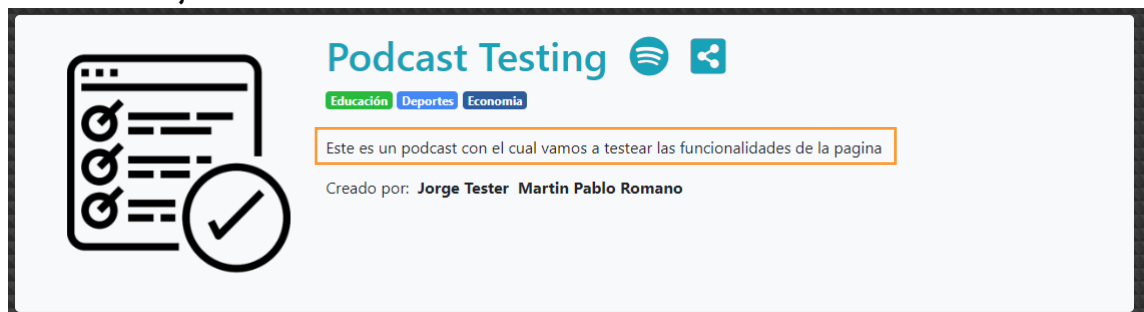 Podcast Testing
Educación Deportes Economia
Este es un podcast con el cual vamos a testear las funcionalidades de la pagina
Creado por: Jorge Tester Martin Pablo Romano